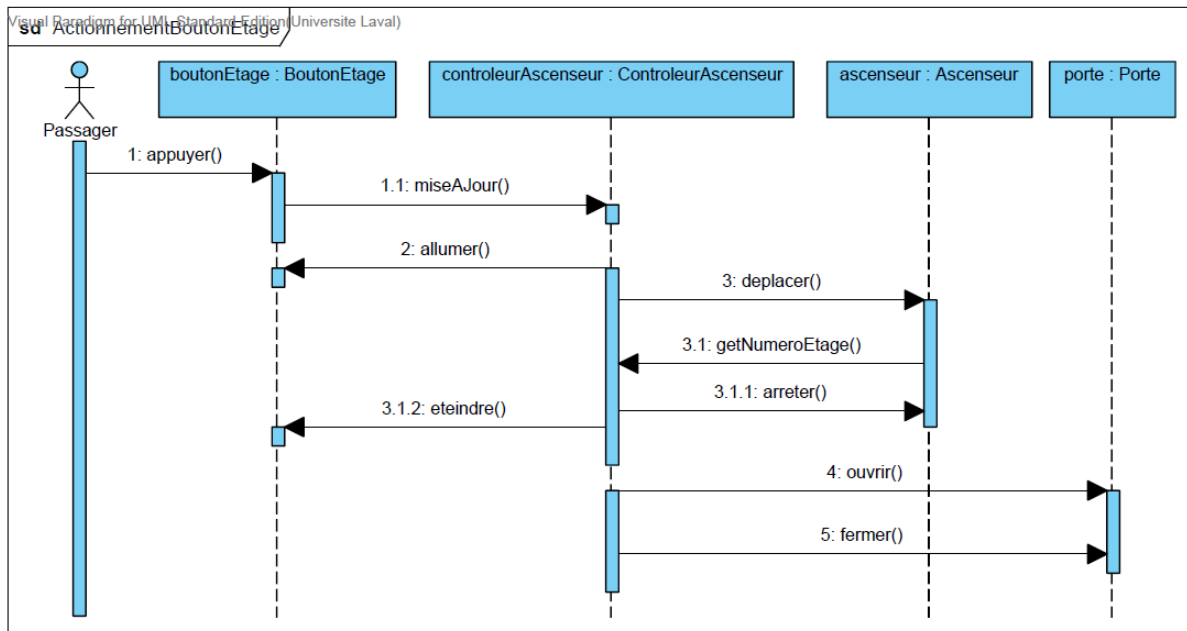 Visual Paradigm for UML Standard Edition(Universite Laval)
sd ActionnementBoutonEtage
boutonEtage : BoutonEtage
controleurAscenseur : ControleurAscenseur
ascenseur : Ascenseur
porte : Porte
Passager
1: appuyer()
1.1: miseAJour()
2: allumer()
3: deplacer()
3.1: getNumeroEtage()
3.1.1: arreter()
3.1.2: eteindre()
4: ouvrir()
5: fermer()